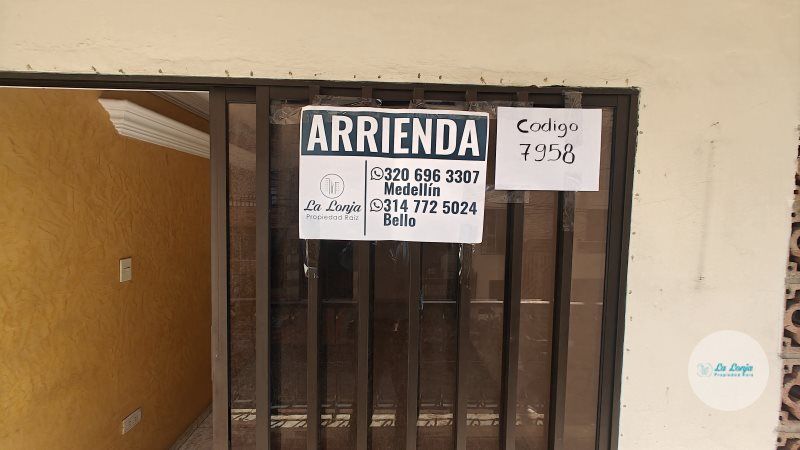 ARRIENDA
La Lonja
Propiedad Raíz
320 696 3307
Medellín
314 772 5024
Bello
Codigo
7958
La Lonja
Propiedad Raíz